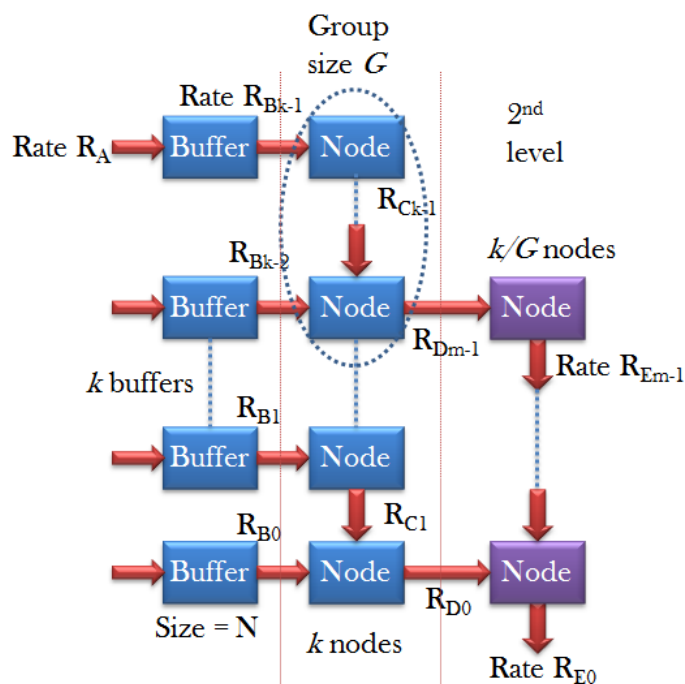 Group
size G
Rate R_Bk-1
2nd
level
Rate R_A
Buffer
Node
R_Ck-1
R_Bk-2
k/G nodes
Buffer
Node
Node
R_Dm-1
Rate R_Em-1
k buffers
R_B1
Buffer
Node
R_C1
R_B0
Buffer
Node
Node
R_D0
Size = N
k nodes
Rate R_E0